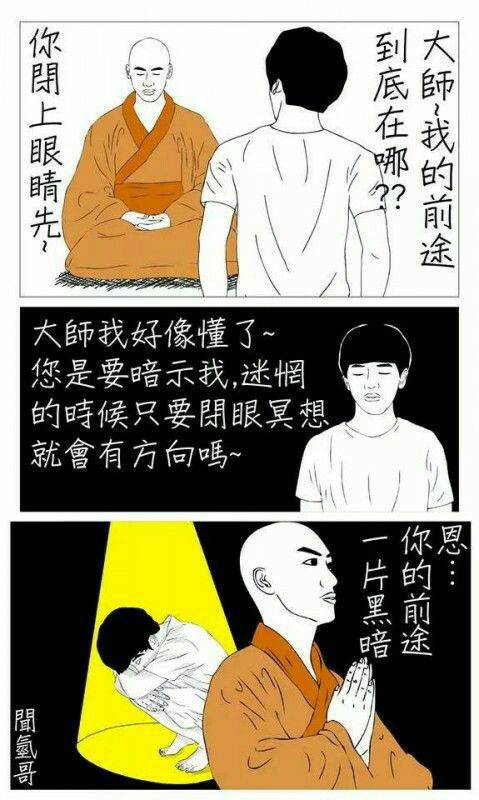 大師~我的前途
到底在哪??
你閉上眼睛先~
大師我好像懂了~
您是要暗示我,迷惘
的時候只要閉眼冥想
就會有方向嗎~
恩…
你的前途
一片黑暗
聞氫哥